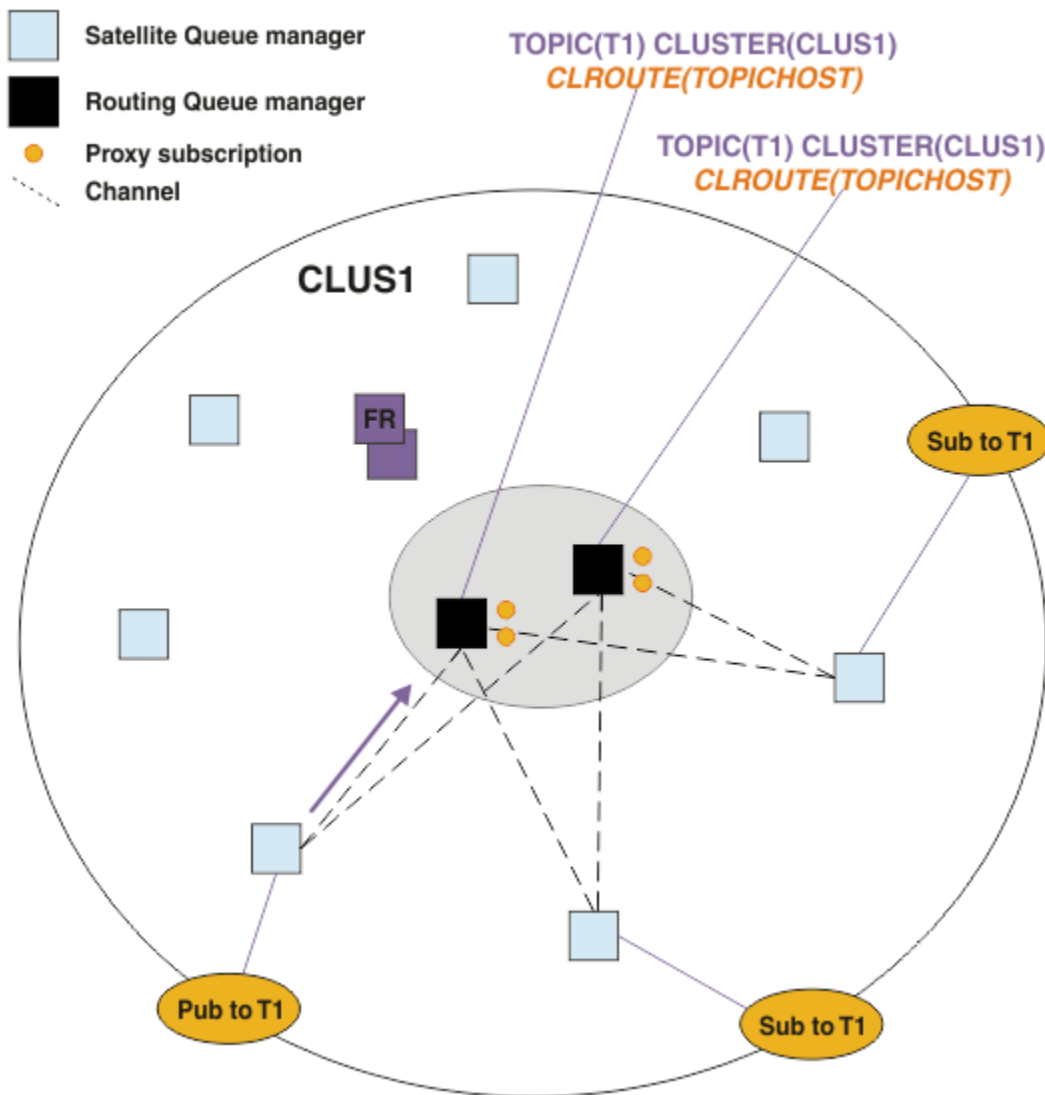 Satellite Queue manager
Routing Queue manager
Proxy subscription
Channel
TOPIC(T1) CLUSTER(CLUS1)
CLROUTE(TOPICHOST)
TOPIC(T1) CLUSTER(CLUS1)
CLROUTE(TOPICHOST)
CLUS1
FR
Sub to T1
Pub to T1
Sub to T1